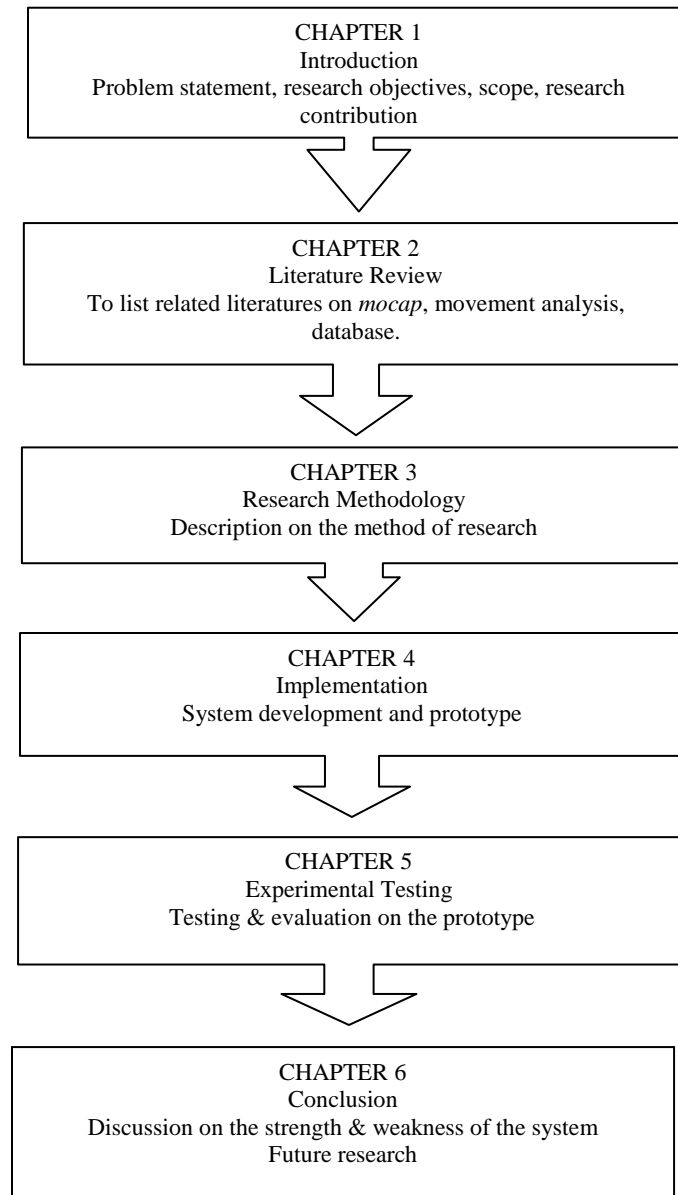 CHAPTER 1
Introduction
Problem statement, research objectives, scope, research
contribution
CHAPTER 2
Literature Review
To list related literatures on mocap, movement analysis,
database.
CHAPTER 3
Research Methodology
Description on the method of research
CHAPTER 4
Implementation
System development and prototype
CHAPTER 5
Experimental Testing
Testing & evaluation on the prototype
CHAPTER 6
Conclusion
Discussion on the strength & weakness of the system
Future research